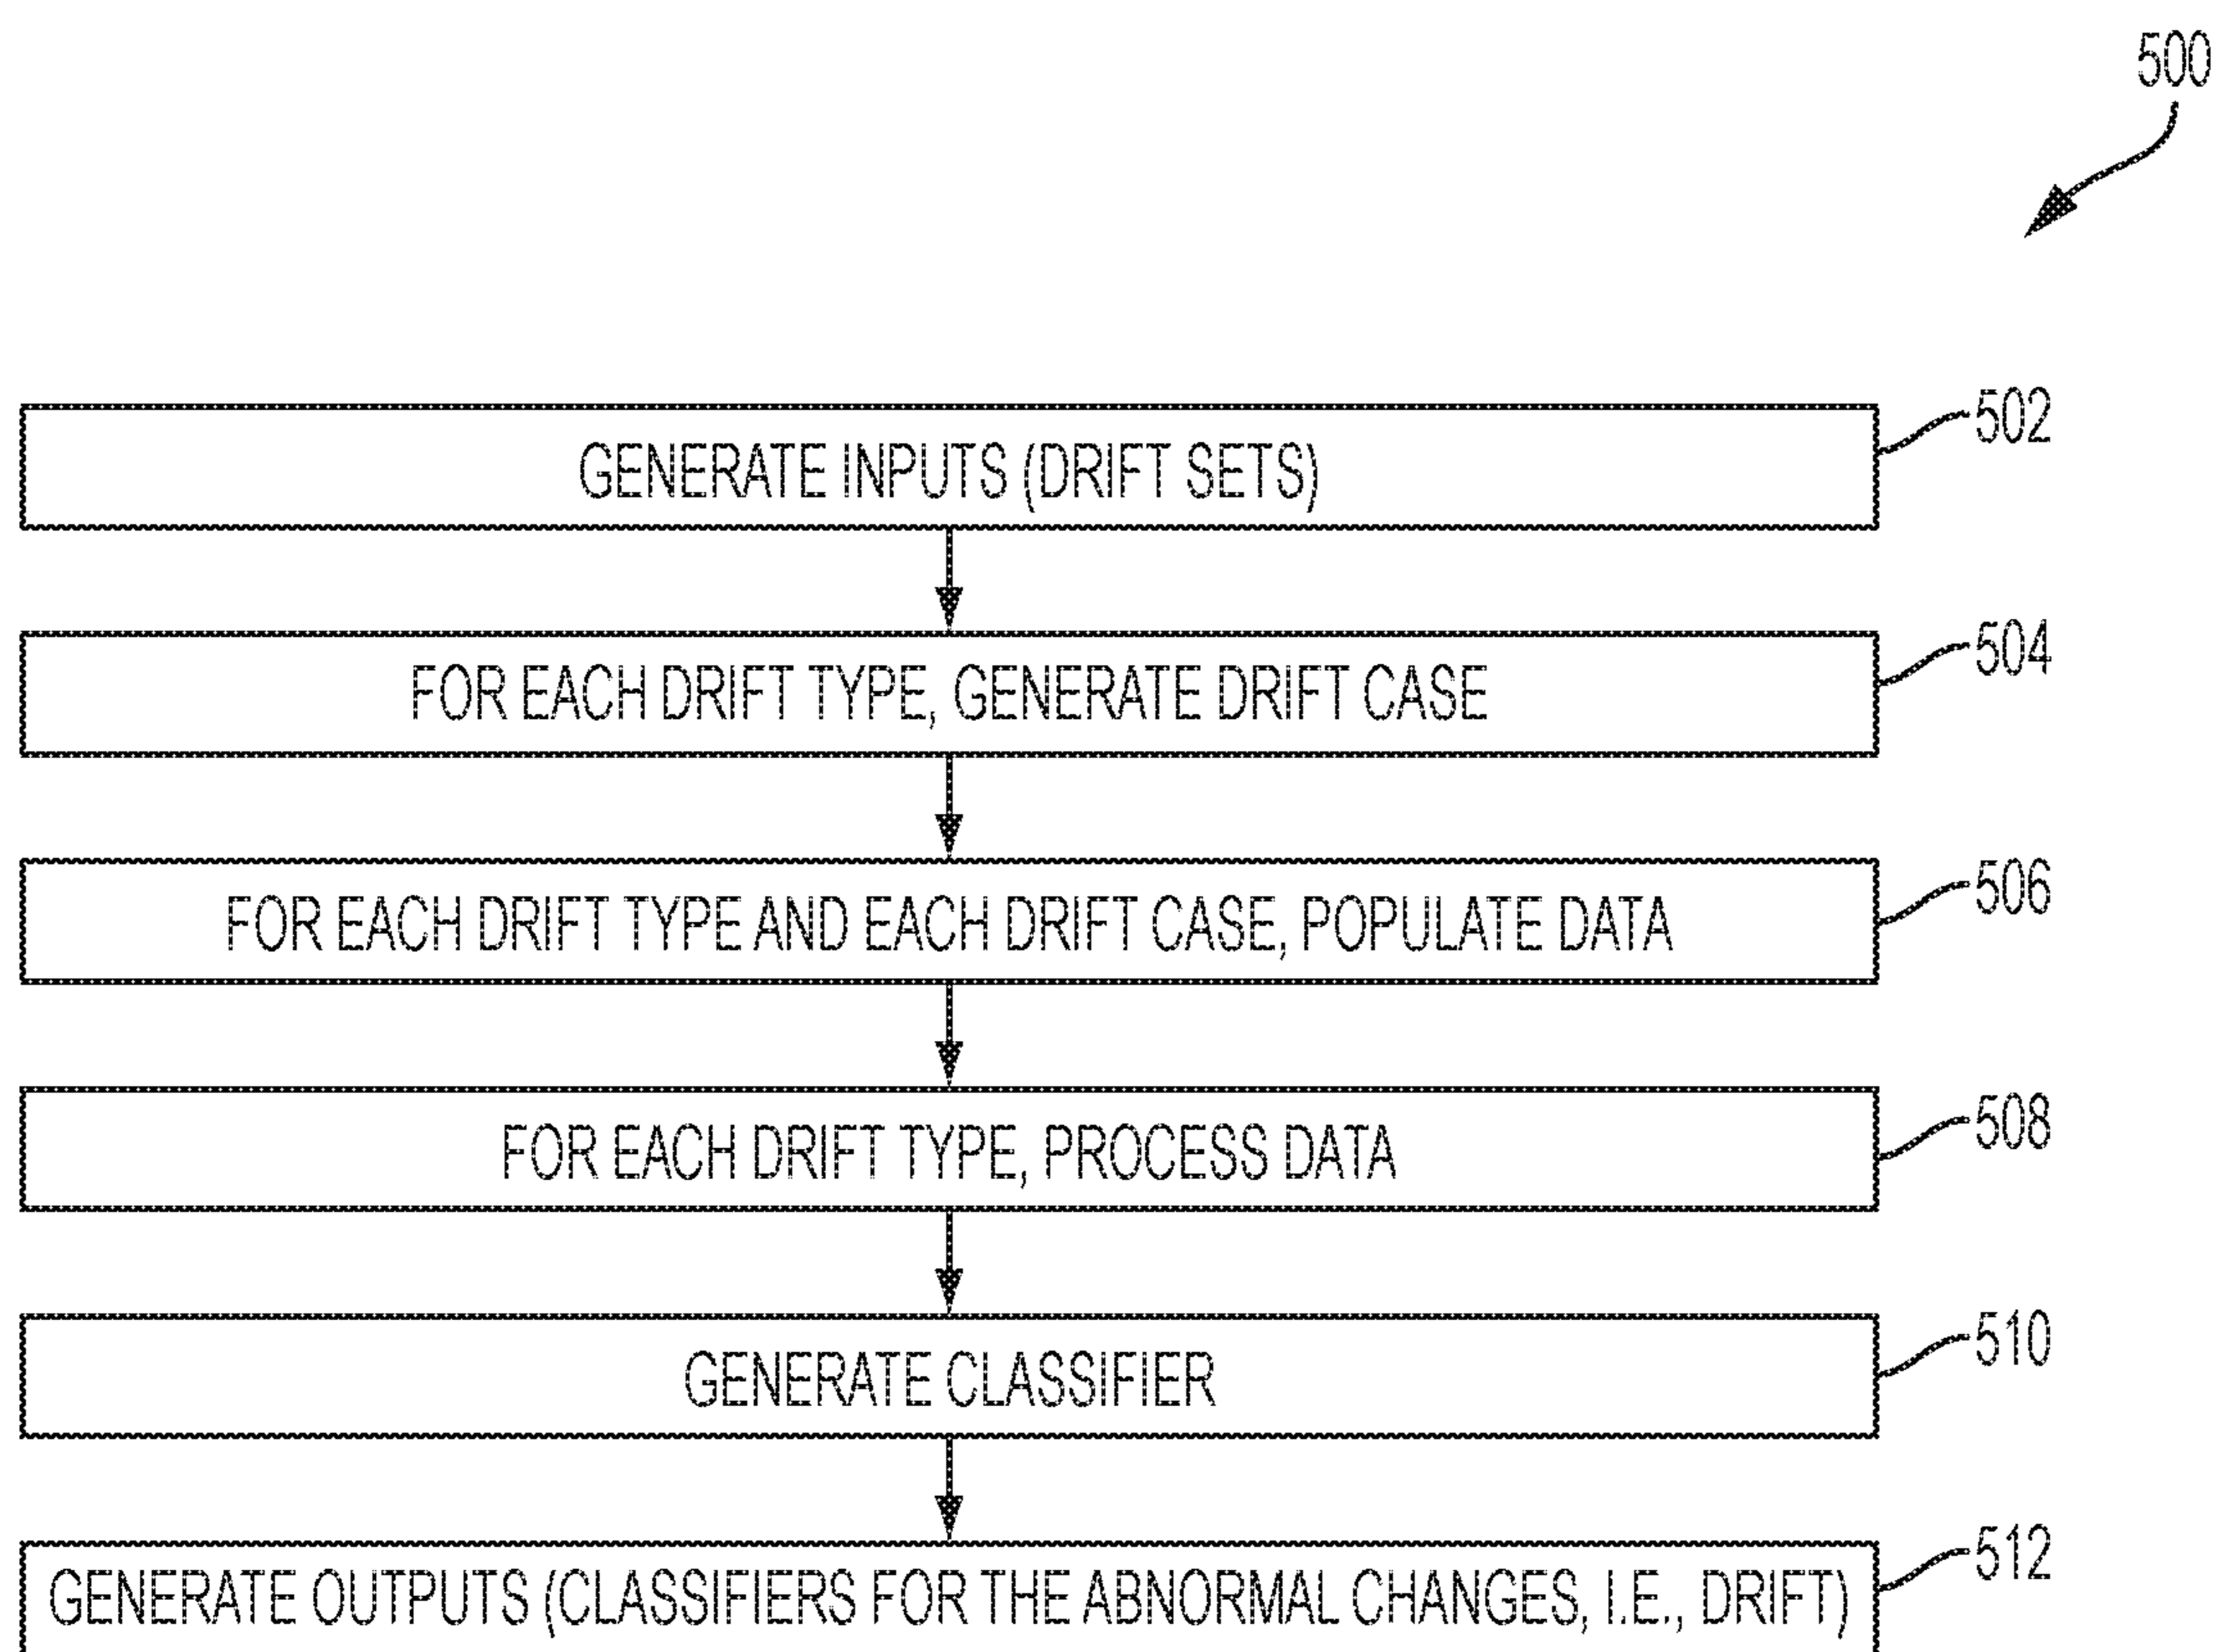 500
GENERATE INPUTS (DRIFT SETS)
502
FOR EACH DRIFT TYPE, GENERATE DRIFT CASE
504
FOR EACH DRIFT TYPE AND EACH DRIFT CASE, POPULATE DATA
506
FOR EACH DRIFT TYPE, PROCESS DATA
508
GENERATE CLASSIFIER
510
GENERATE OUTPUTS (CLASSIFIERS FOR THE ABNORMAL CHANGES, I.E., DRIFT)
512